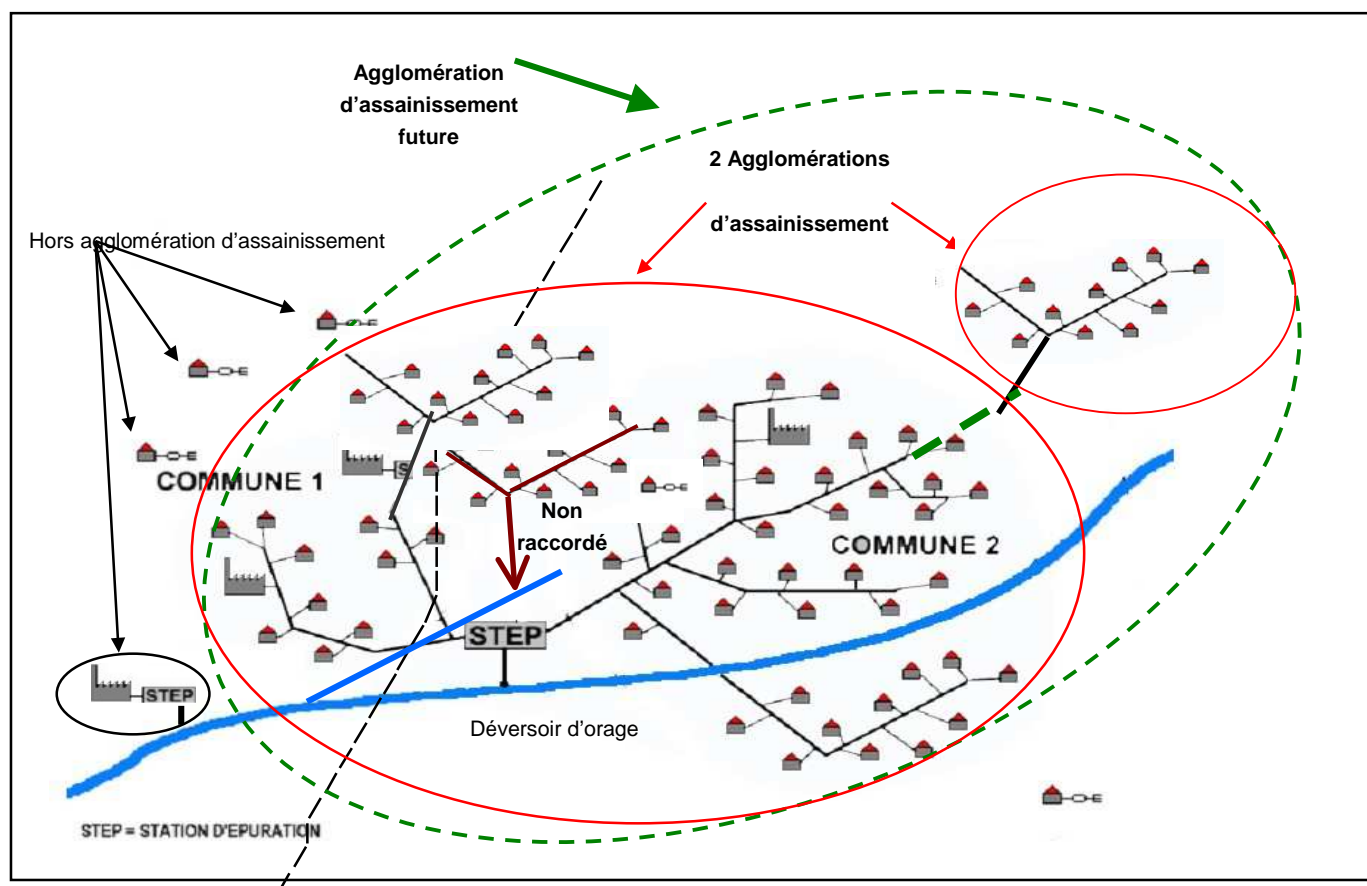 Agglomération
d'assainissement
future
2 Agglomérations
d'assainissement
Hors agglomération d'assainissement
COMMUNE 1
S
Non
raccordé
COMMUNE 2
STEP
STEP
Déversoir d'orage
STEP = STATION D'EPURATION